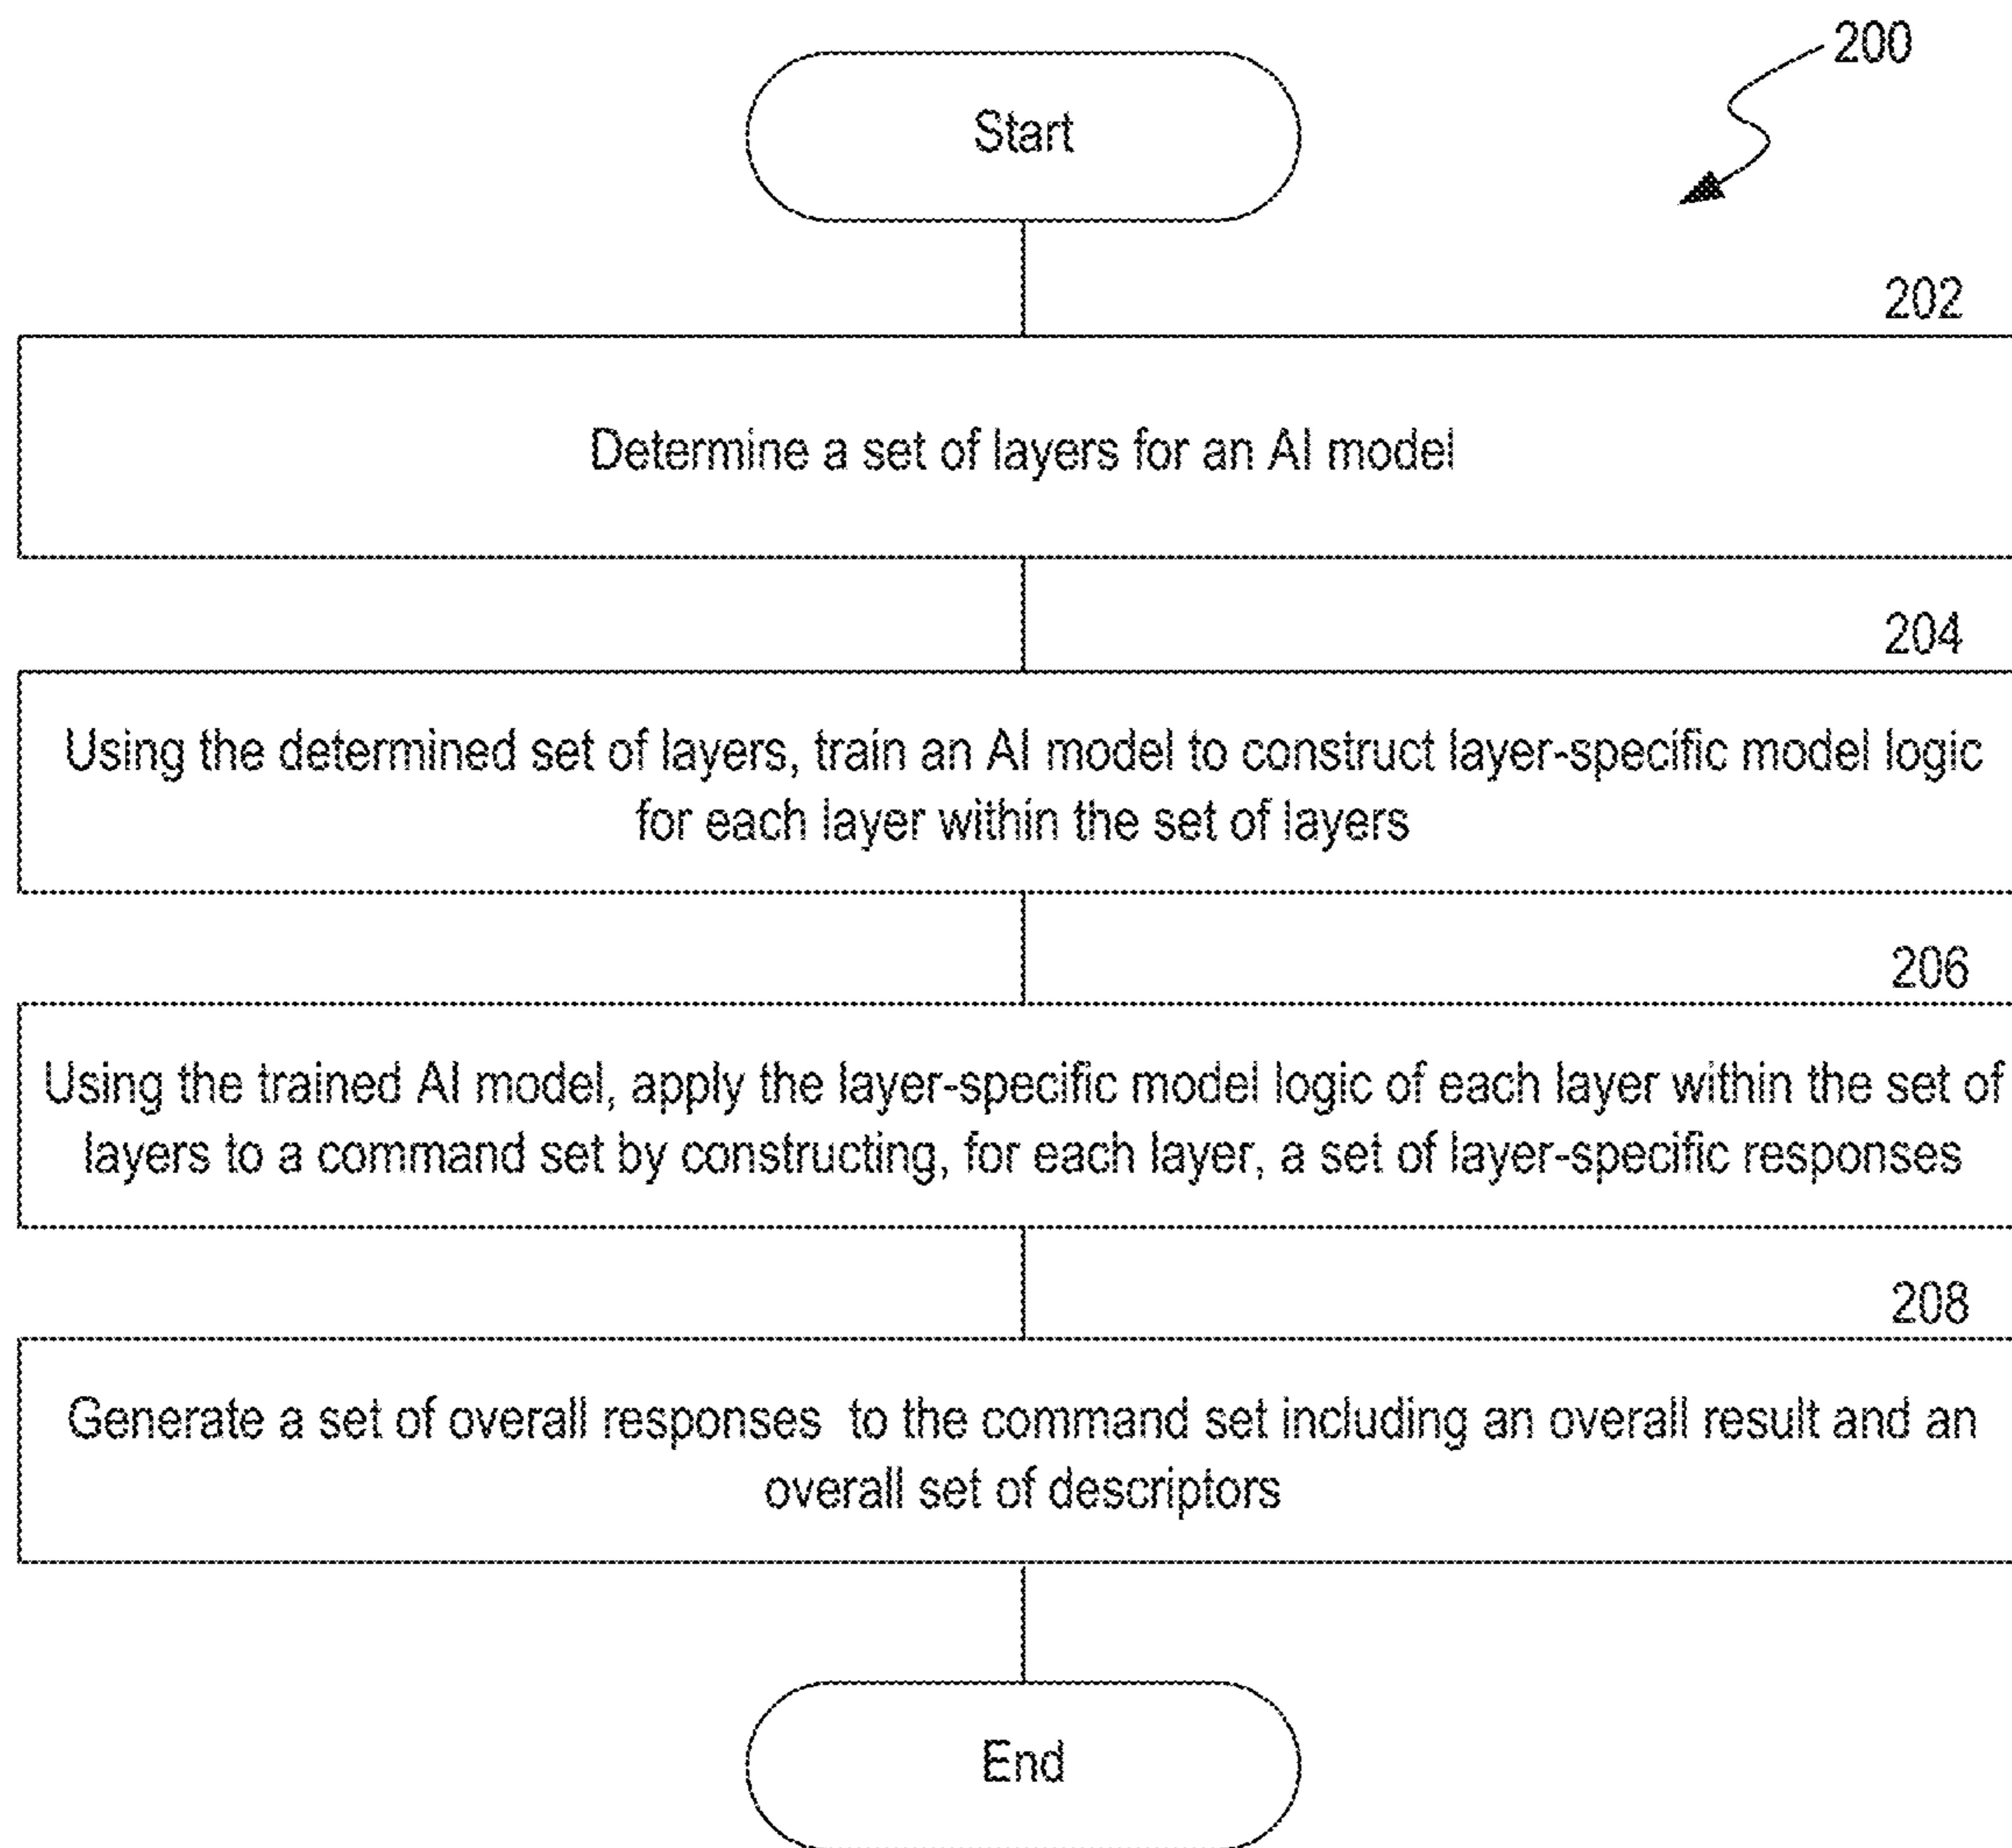 200
Start
202
Determine a set of layers for an AI model
204
Using the determined set of layers, train an AI model to construct layer-specific model logic
for each layer within the set of layers
206
Using the trained AI model, apply the layer-specific model logic of each layer within the set of
layers to a command set by constructing, for each layer, a set of layer-specific responses
208
Generate a set of overall responses to the command set including an overall result and an
overall set of descriptors
End